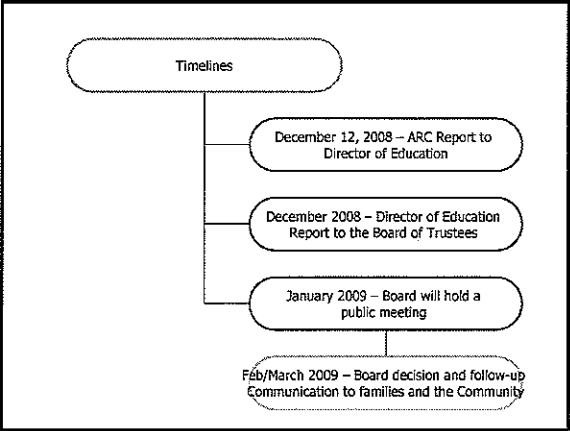 Timelines
December 12, 2008 – ARC Report to
Director of Education
December 2008 – Director of Education
Report to the Board of Trustees
January 2009 – Board will hold a
public meeting
Feb/March 2009 – Board decision and follow-up
Communication to families and the Community